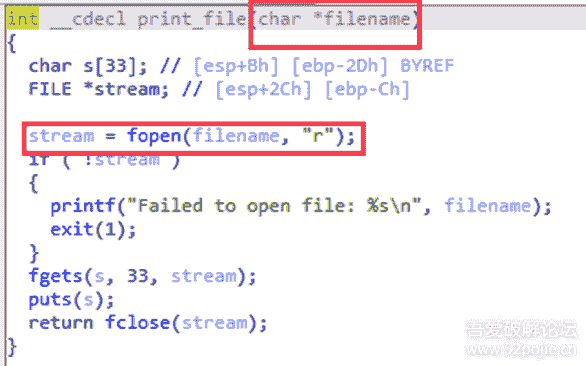 int __cdecl print_file(char *filename)
{
char s[33]; // [esp+Bh] [ebp-2Dh] BYREF
FILE *stream; // [esp+2Ch] [ebp-Ch]
stream = fopen(filename, "r");
if ( !stream )
{
printf("Failed to open file: %s\n", filename);
exit(1);
}
fgets(s, 33, stream);
puts(s);
return fclose(stream);
}
吾爱破解论坛
www.52pojie.cn